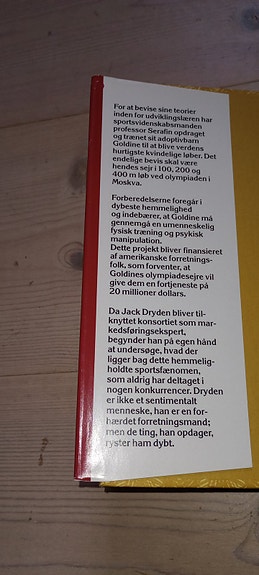 For at bevise sine teorier
inden for udviklingslæren har
sportsvidenskabsmanden
professor Serafin opdraget
og trænet sit adoptivbarn
Goldine til at blive verdens
hurtigste kvindelige løber. Det
endelige bevis skal være
hendes sejr i 100, 200 og
400 m løb ved olympiaden i
Moskva.
Forberedelserne foregår i
dybeste hemmelighed
og indebærer, at Goldine må
gennemgå en umenneskelig
fysisk træning og psykisk
manipulation.
Dette projekt bliver finansieret
af amerikanske forretnings-
folk, som forventer, at
Goldines olympiadesejre vil
give dem en fortjeneste på
20 millioner dollars.
Da Jack Dryden bliver til-
knyttet konsortiet som mar-
kedsføringsekspert,
begynder han på egen hånd
at undersøge, hvad der
ligger bag dette hemmelig-
holdte sportsfænomen,
som aldrig har deltaget i
nogen konkurrencer. Dryden
er ikke et sentimentalt
menneske, han er en for-
hærdet forretningsmand;
men de ting, han opdager,
ryster ham dybt.